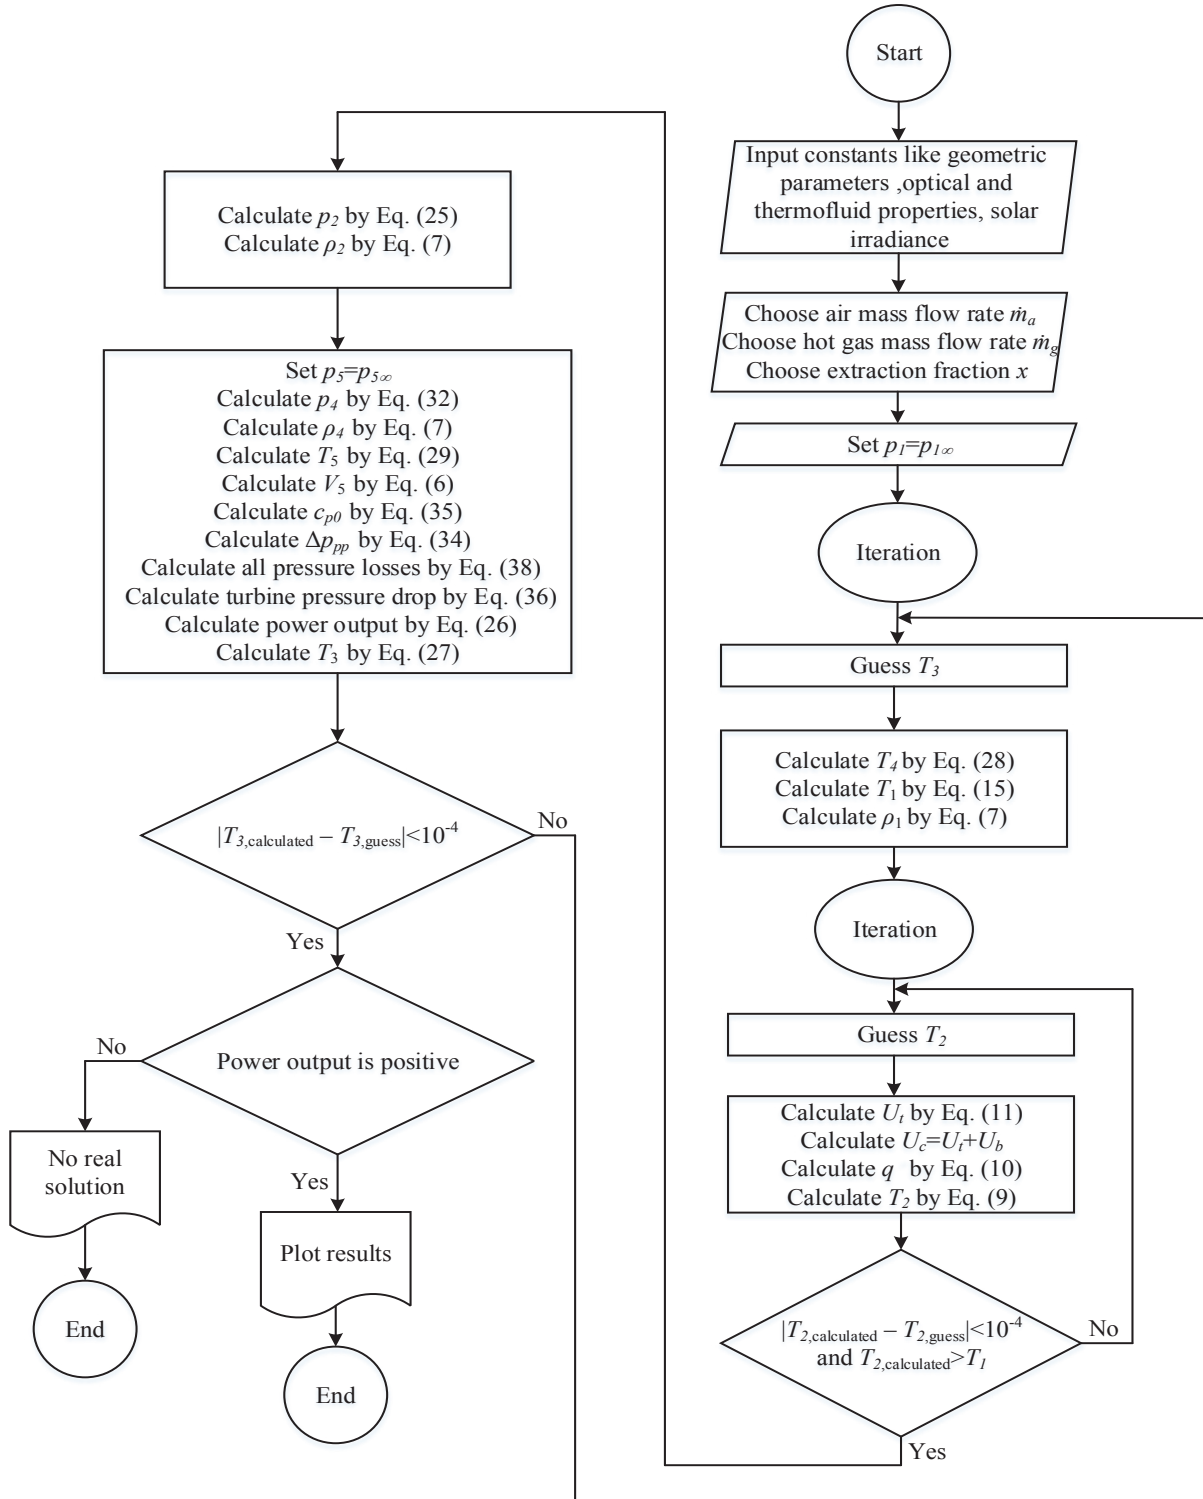 Start
Input constants like geometric
parameters ,optical and
thermofluid properties, solar
irradiance
Choose air mass flow rate ṁₐ
Choose hot gas mass flow rate ṁg
Choose extraction fraction x
Set p₁=p₁∞
Iteration
Guess T₃
Calculate T₄ by Eq. (28)
Calculate T₁ by Eq. (15)
Calculate ρ₁ by Eq. (7)
Iteration
Guess T₂
Calculate Uₜ by Eq. (11)
Calculate U_c=Uₜ+U_b
Calculate q by Eq. (10)
Calculate T₂ by Eq. (9)
|T₂,calculated – T₂,guess|<10⁻⁴
and T₂,calculated>T₁
No
Yes
Calculate p₂ by Eq. (25)
Calculate ρ₂ by Eq. (7)
Set p₅=p₅∞
Calculate p₄ by Eq. (32)
Calculate ρ₄ by Eq. (7)
Calculate T₅ by Eq. (29)
Calculate V₅ by Eq. (6)
Calculate cₚ₀ by Eq. (35)
Calculate Δpₚₚ by Eq. (34)
Calculate all pressure losses by Eq. (38)
Calculate turbine pressure drop by Eq. (36)
Calculate power output by Eq. (26)
Calculate T₃ by Eq. (27)
|T₃,calculated – T₃,guess|<10⁻⁴
No
Yes
Power output is positive
No
Yes
No real
solution
Plot results
End
End